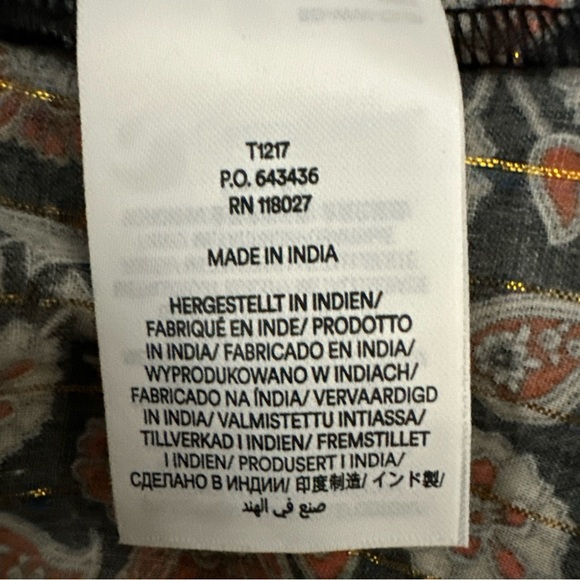 T1217
P.O. 643436
RN 118027
MADE IN INDIA
HERGESTELLT IN INDIEN/
FABRIQUÉ EN INDE/ PRODOTTO
IN INDIA/ FABRICADO EN INDIA/
WYPRODUKOWANO W INDIACH/
FABRICADO NA ÍNDIA/ VERVAARDIGD
IN INDIA/ VALMISTETTU INTIASSA/
TILLVERKAD I INDIEN/ FREMSTILLET
I INDIEN/ PRODUSERT I INDIA/
СДЕЛАНО В ИНДИИ/ 印度制造/ インド製/
صنع في الهند